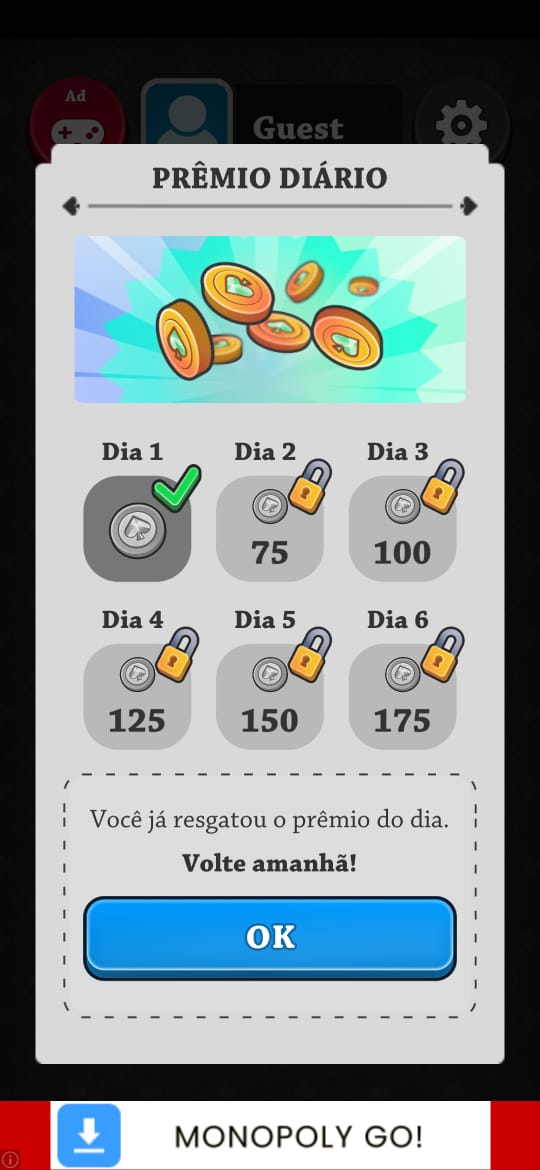 Ad
Guest
PRÊMIO DIÁRIO
Dia 1
Dia 2
Dia 3
75
100
Dia 4
Dia 5
Dia 6
125
150
175
Você já resgatou o prêmio do dia.
Volte amanhã!
OK
MONOPOLY GO!